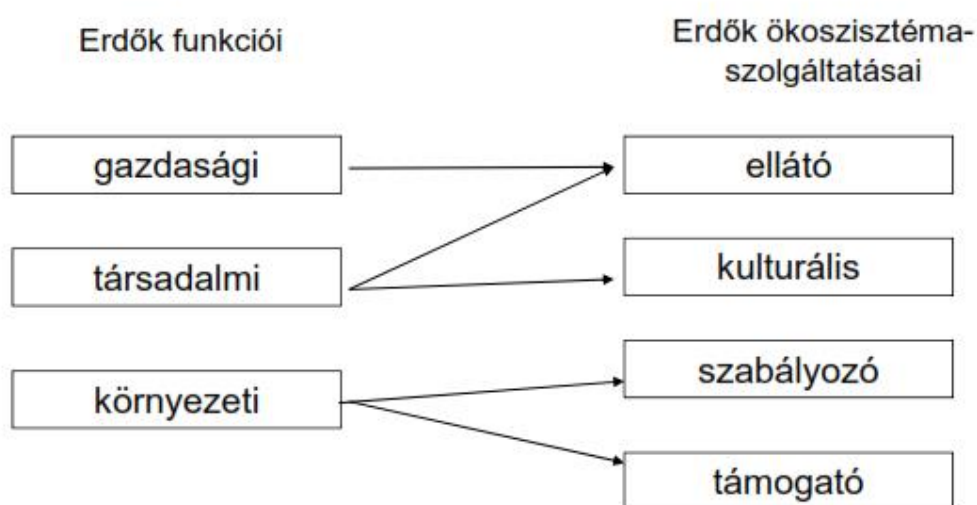 Erdők funkciói
Erdők ökoszisztéma-
szolgáltatásai
gazdasági
ellátó
társadalmi
kulturális
környezeti
szabályozó
támogató